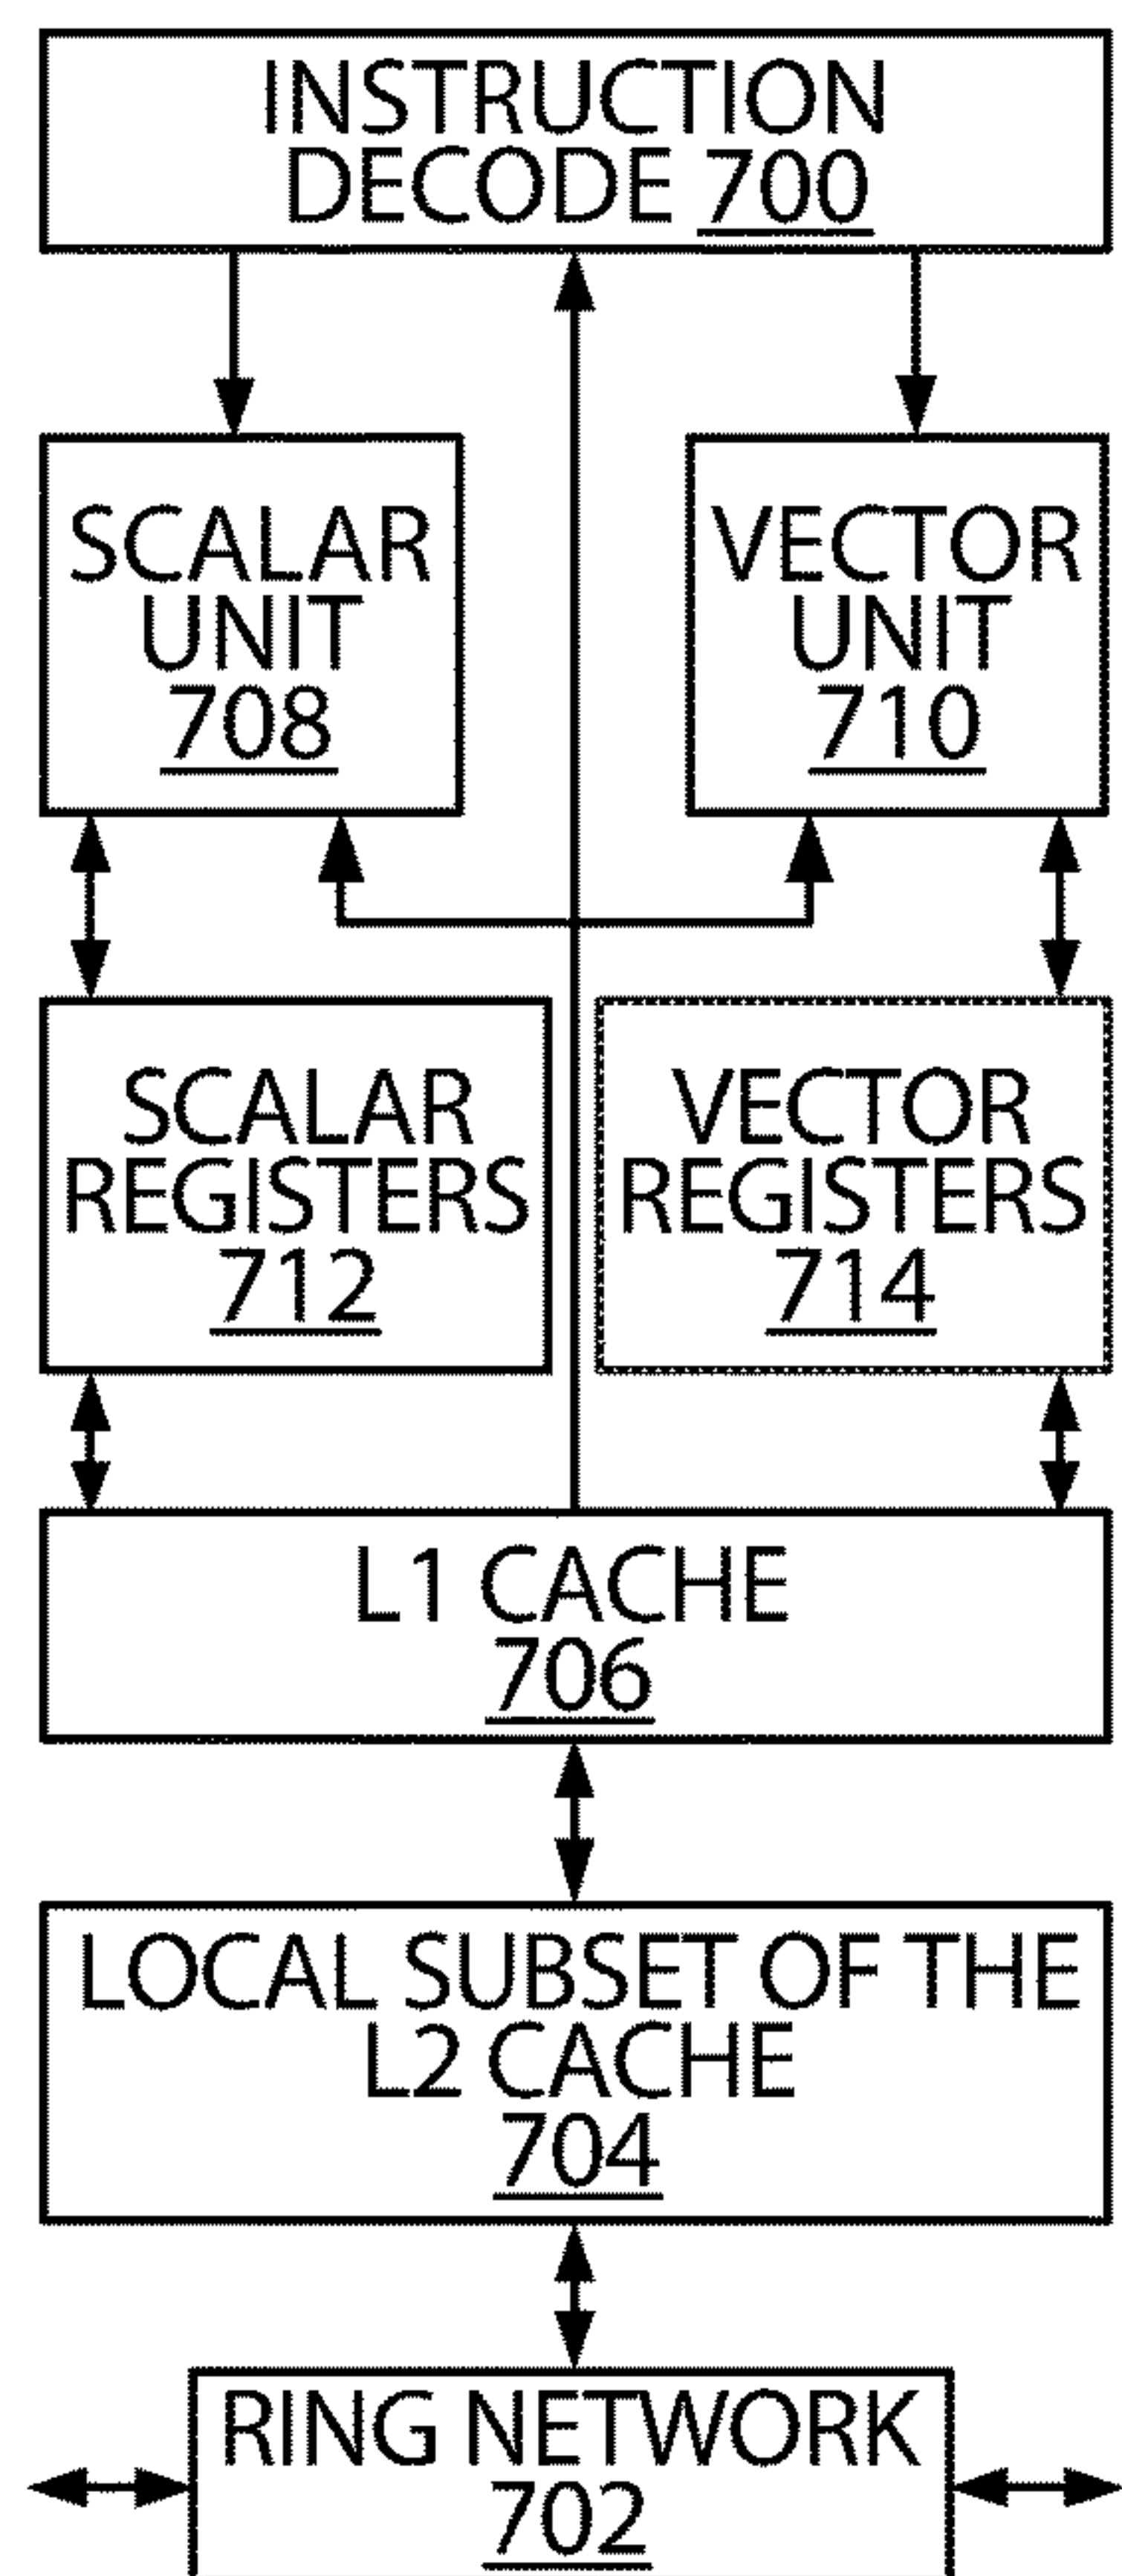 INSTRUCTION
DECODE 700
SCALAR
UNIT
708
VECTOR
UNIT
710
SCALAR
REGISTERS
712
VECTOR
REGISTERS
714
L1 CACHE
706
LOCAL SUBSET OF THE
L2 CACHE
704
RING NETWORK
702